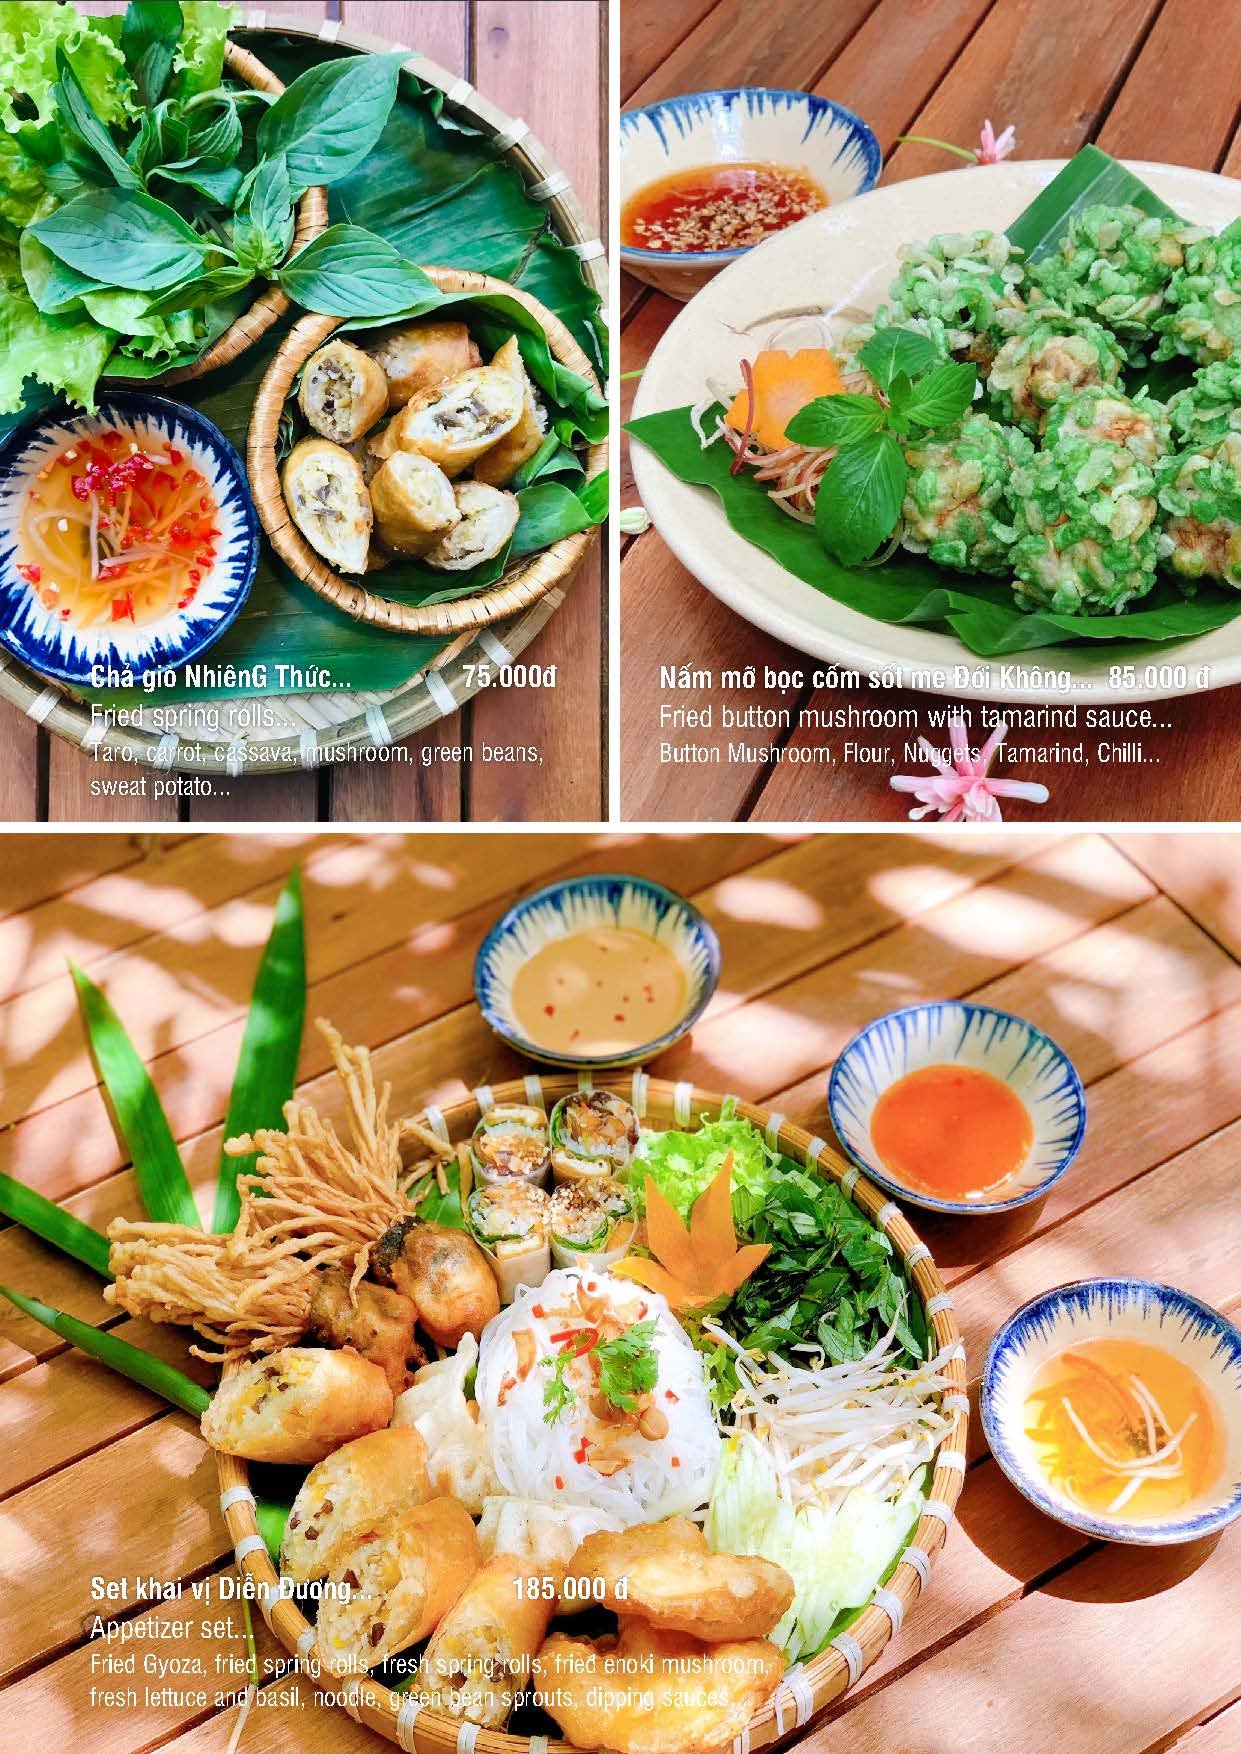 Chả giò NhiênG Thức... 75.000đ
Fried spring rolls...
Taro, carrot, cassava, mushroom, green beans,
sweat potato...
Nấm mỡ bọc cốm sốt me Đới Không... 85.000 đ
Fried button mushroom with tamarind sauce...
Button Mushroom, Flour, Nuggets, Tamarind, Chilli...
Set khai vị Diễn Đương... 185.000 đ
Appetizer set...
Fried Gyoza, fried spring rolls, fresh spring rolls, fried enoki mushroom,
fresh lettuce and basil, noodle, green bean sprouts, dipping sauces...